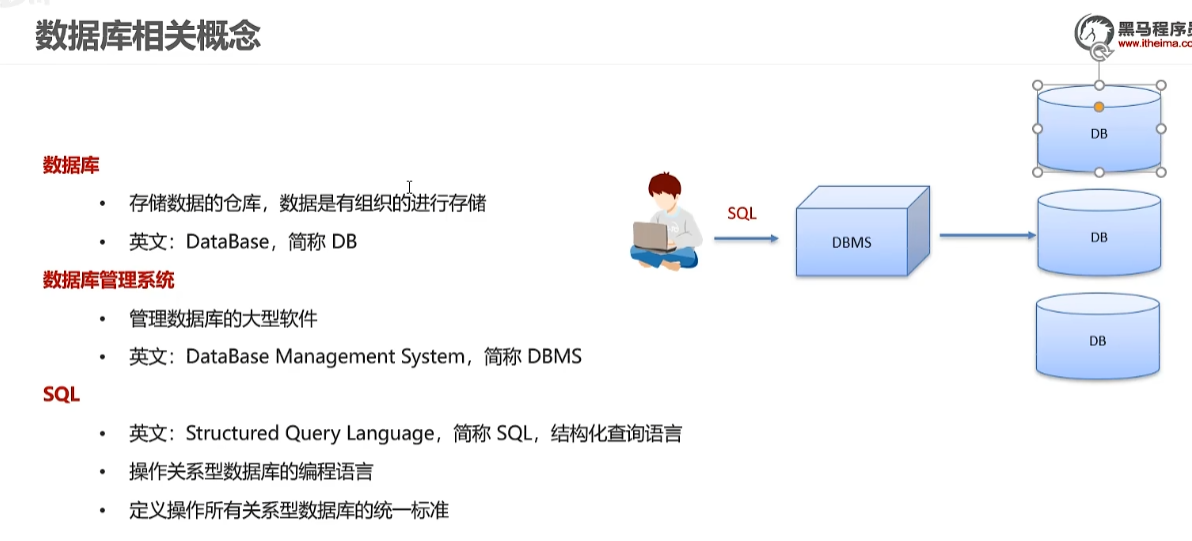 数据库相关概念
黑马程序员
www.itheima.co
数据库
存储数据的仓库，数据是有组织的进行存储
英文：DataBase，简称 DB
数据库管理系统
管理数据库的大型软件
英文：DataBase Management System，简称 DBMS
SQL
英文：Structured Query Language，简称 SQL，结构化查询语言
操作关系型数据库的编程语言
定义操作所有关系型数据库的统一标准
SQL
DBMS
DB
DB
DB